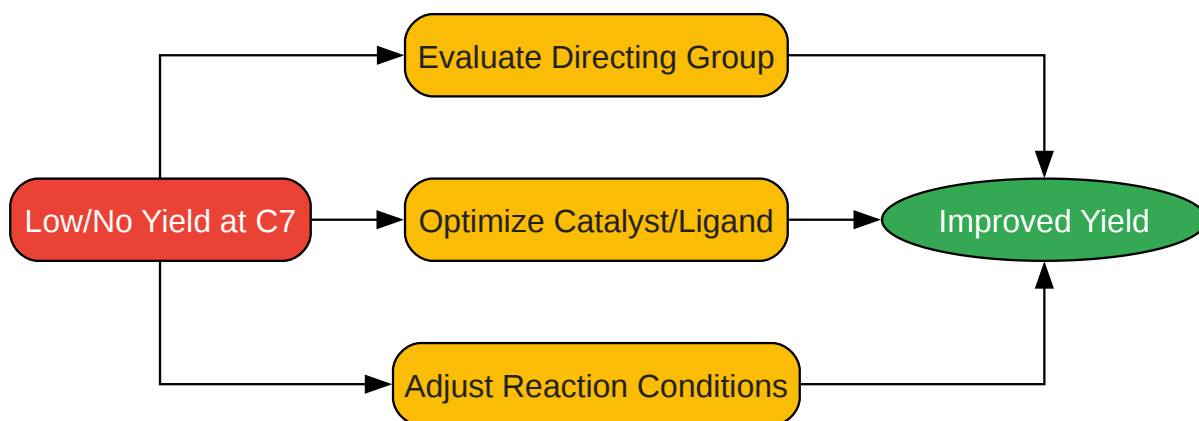 Evaluate Directing Group
Low/No Yield at C7
Optimize Catalyst/Ligand
Improved Yield
Adjust Reaction Conditions